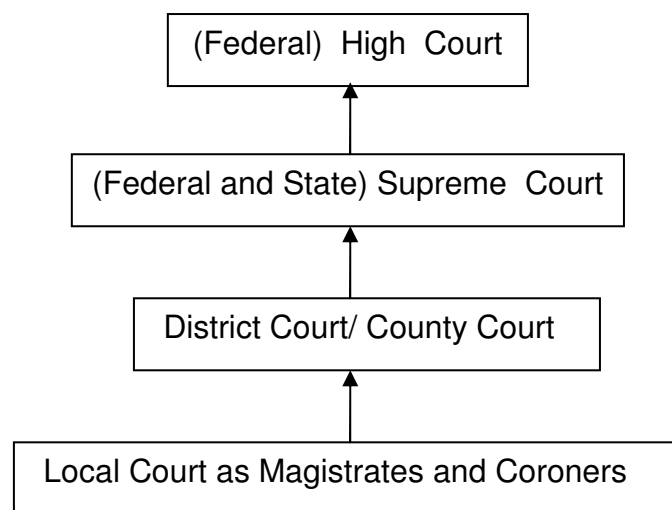 (Federal) High Court
(Federal and State) Supreme Court
District Court/ County Court
Local Court as Magistrates and Coroners